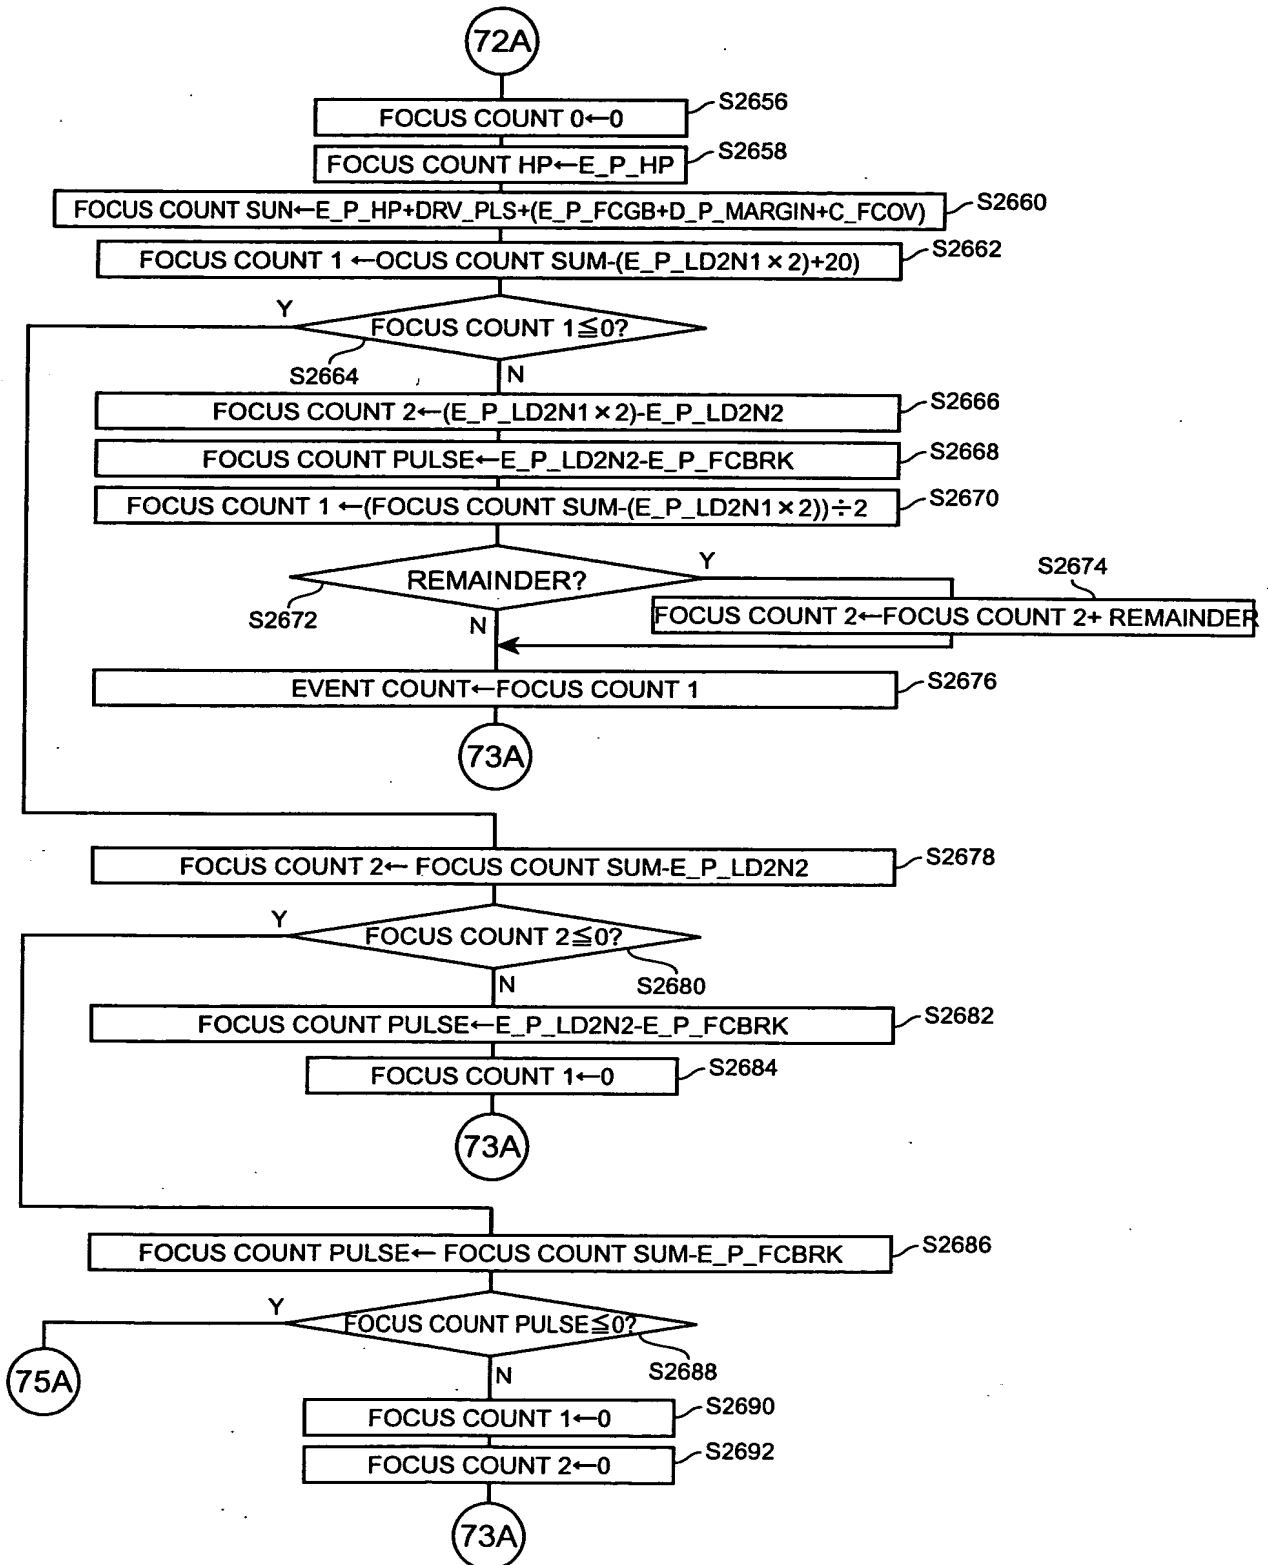 72A
FOCUS COUNT 0←0
S2656
FOCUS COUNT HP←E_P_HP
S2658
FOCUS COUNT SUN←E_P_HP+DRV_PLS+(E_P_FCGB+D_P_MARGIN+C_FCOV)
S2660
FOCUS COUNT 1 ←OCUS COUNT SUM-(E_P_LD2N1×2)+20)
S2662
Y
FOCUS COUNT 1≦0?
S2664
N
FOCUS COUNT 2←(E_P_LD2N1×2)-E_P_LD2N2
S2666
FOCUS COUNT PULSE←E_P_LD2N2-E_P_FCBRK
S2668
FOCUS COUNT 1 ←(FOCUS COUNT SUM-(E_P_LD2N1×2))÷2
S2670
REMAINDER?
Y
S2672
N
S2674
FOCUS COUNT 2←FOCUS COUNT 2+ REMAINDER
EVENT COUNT←FOCUS COUNT 1
S2676
73A
FOCUS COUNT 2← FOCUS COUNT SUM-E_P_LD2N2
S2678
Y
FOCUS COUNT 2≦0?
S2680
N
FOCUS COUNT PULSE←E_P_LD2N2-E_P_FCBRK
S2682
FOCUS COUNT 1←0
S2684
73A
FOCUS COUNT PULSE← FOCUS COUNT SUM-E_P_FCBRK
S2686
Y
FOCUS COUNT PULSE≦0?
S2688
75A
N
FOCUS COUNT 1←0
S2690
FOCUS COUNT 2←0
S2692
73A